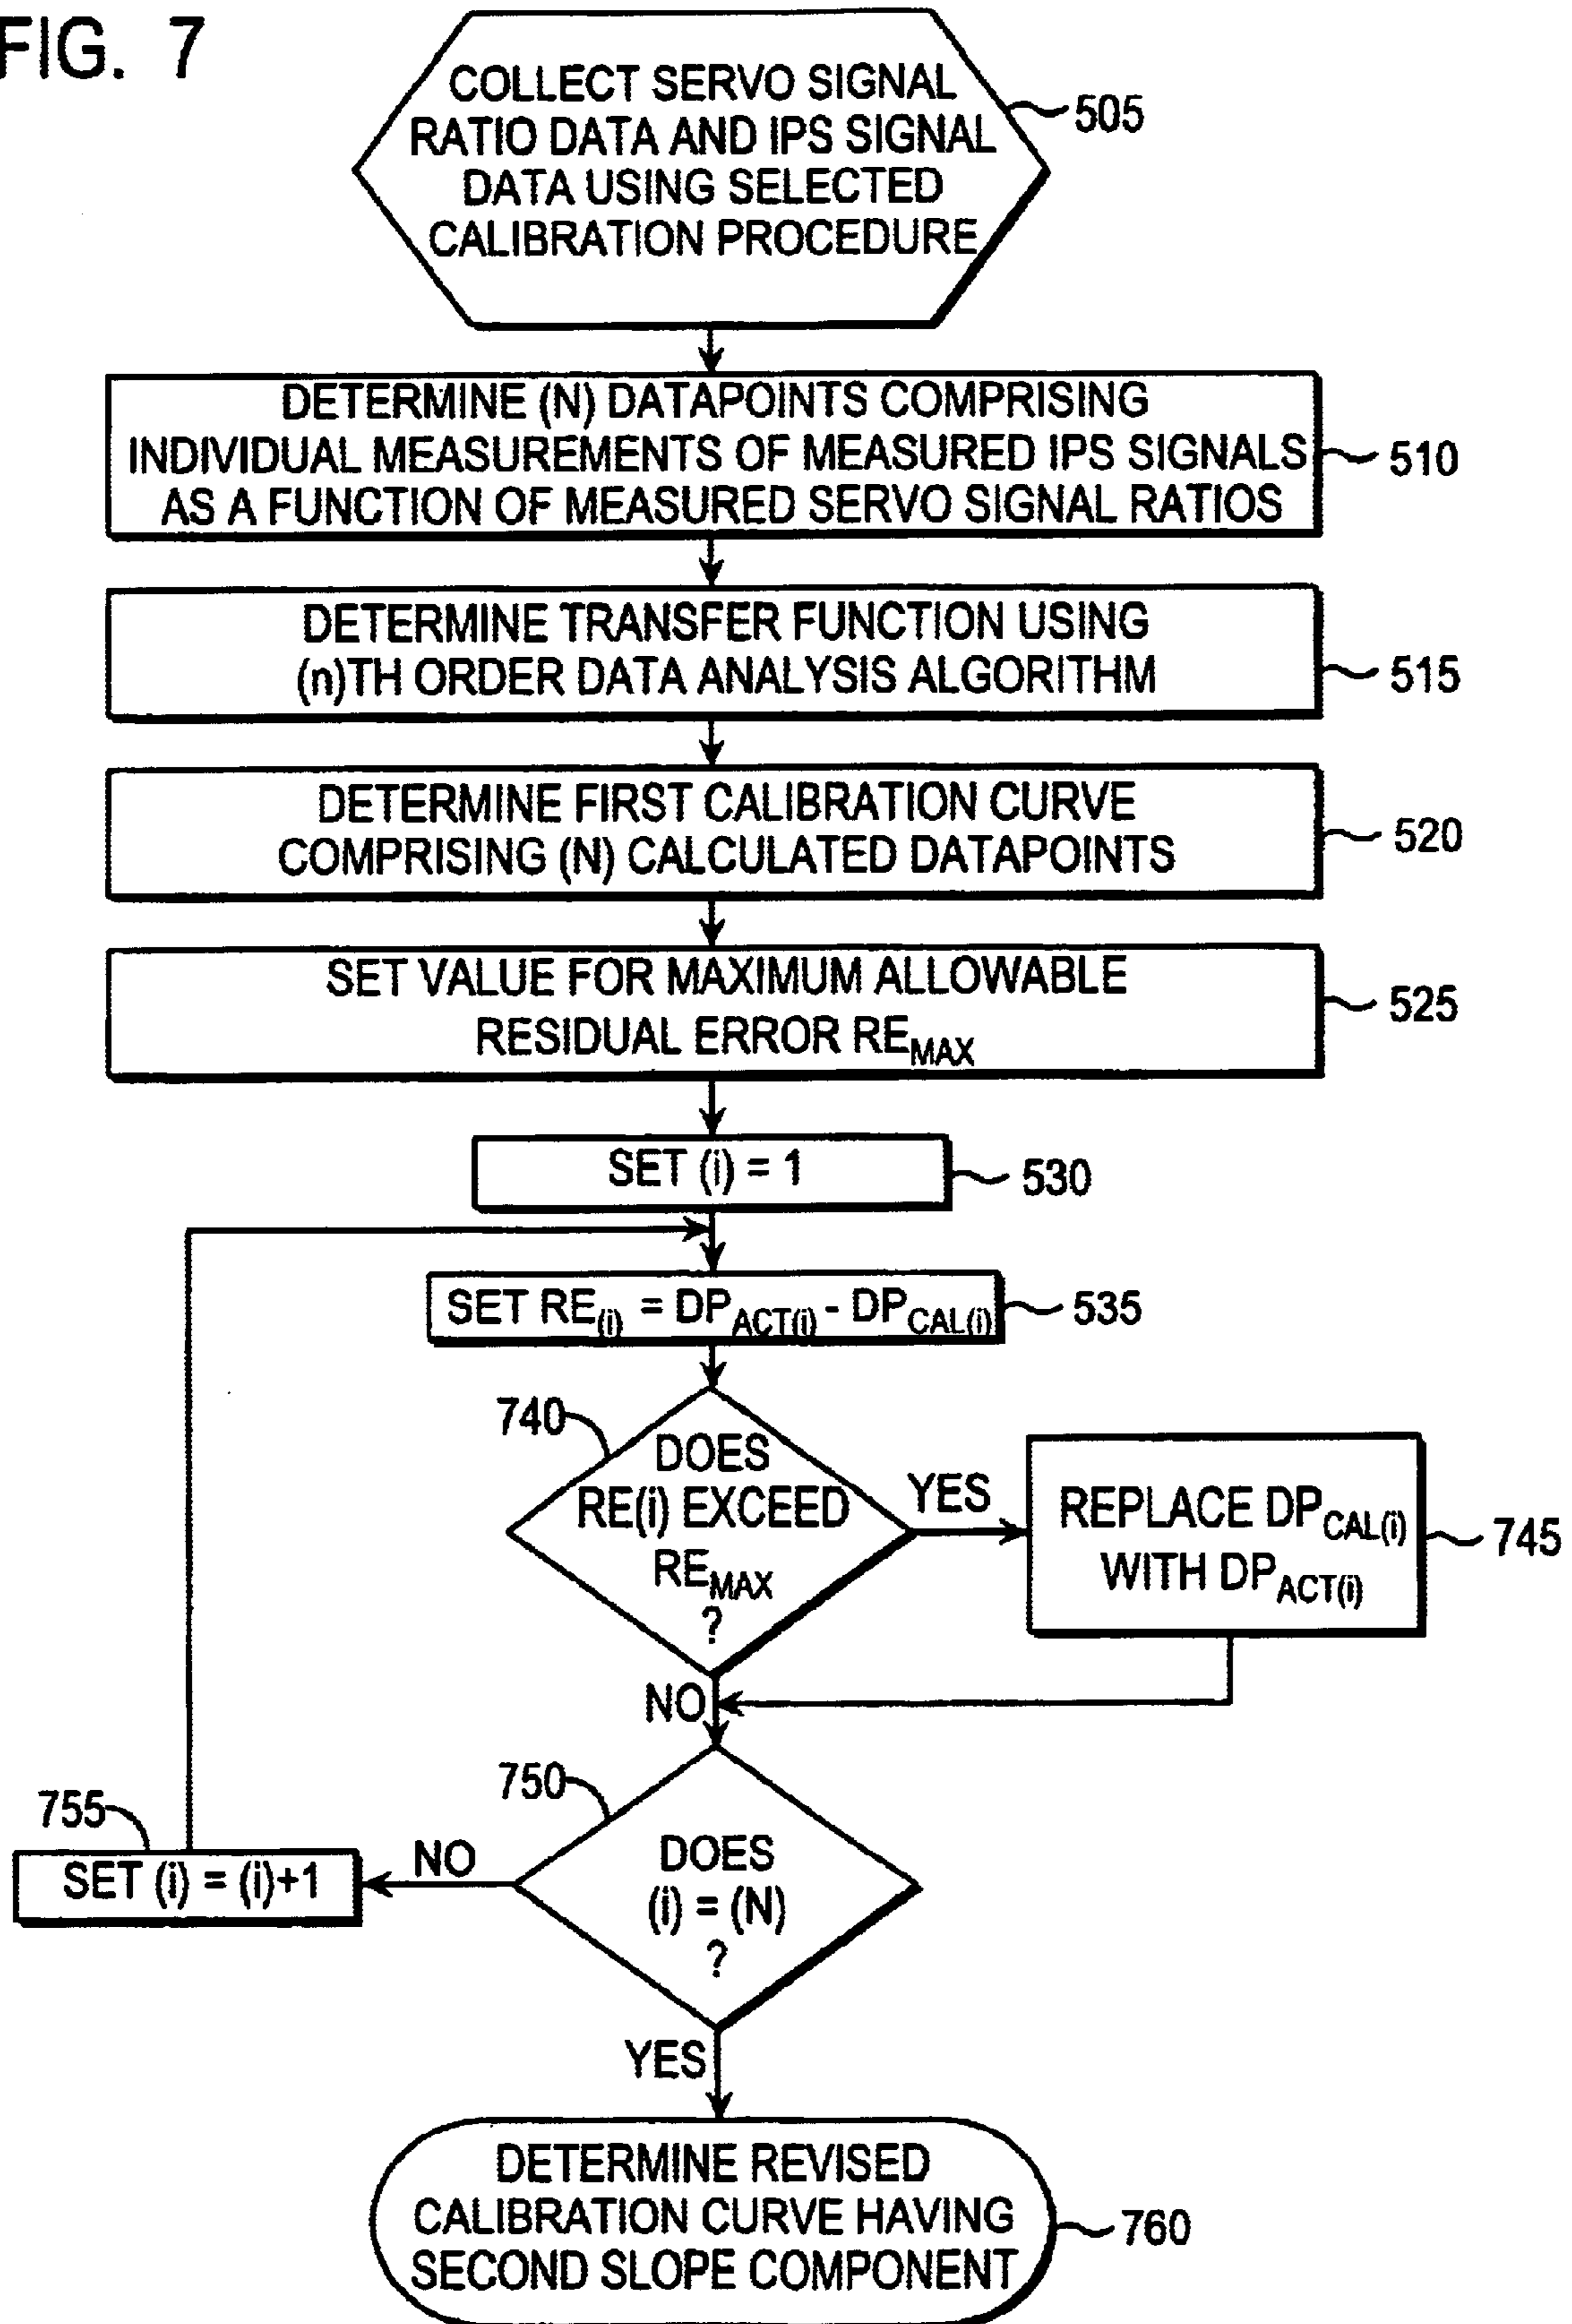 FIG. 7
COLLECT SERVO SIGNAL
RATIO DATA AND IPS SIGNAL
DATA USING SELECTED
CALIBRATION PROCEDURE
505
DETERMINE (N) DATAPOINTS COMPRISING
INDIVIDUAL MEASUREMENTS OF MEASURED IPS SIGNALS
AS A FUNCTION OF MEASURED SERVO SIGNAL RATIOS
510
DETERMINE TRANSFER FUNCTION USING
(n)TH ORDER DATA ANALYSIS ALGORITHM
515
DETERMINE FIRST CALIBRATION CURVE
COMPRISING (N) CALCULATED DATAPOINTS
520
SET VALUE FOR MAXIMUM ALLOWABLE
RESIDUAL ERROR REMAX
525
SET (i) = 1
530
SET RE(i) = DPACT(i) - DPCAL(i)
535
740
DOES
RE(i) EXCEED
REMAX
?
YES
REPLACE DPCAL(i)
WITH DPACT(i)
745
NO
750
DOES
(i) = (N)
?
NO
755
SET (i) = (i)+1
YES
DETERMINE REVISED
CALIBRATION CURVE HAVING
SECOND SLOPE COMPONENT
760